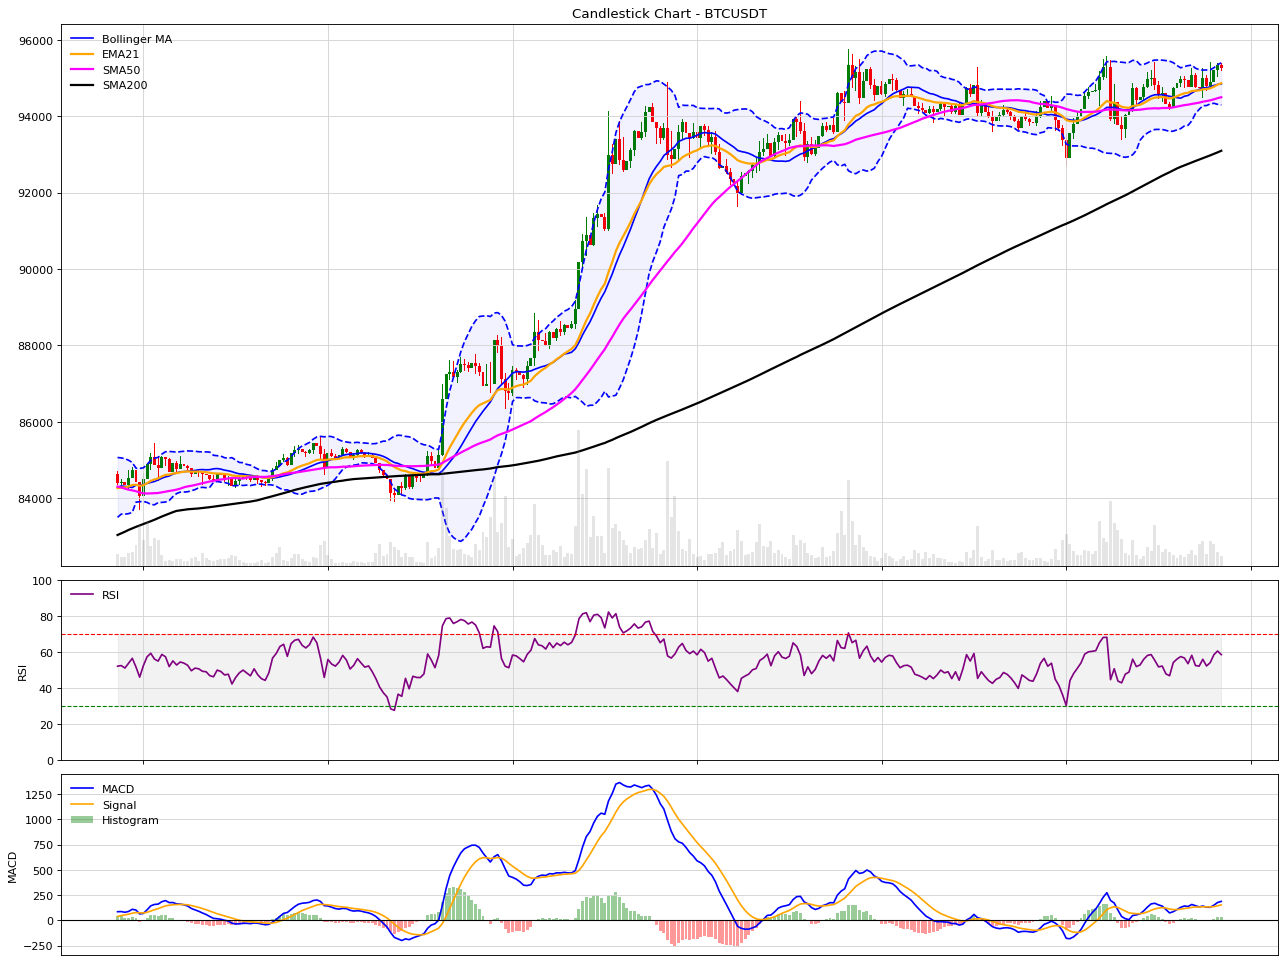 Candlestick Chart - BTCUSDT
Bollinger MA
EMA21
SMA50
SMA200
96000
94000
92000
90000
88000
86000
84000
RSI
100
80
60
40
20
0
RSI
MACD
Signal
Histogram
1250
1000
750
500
250
0
−250
MACD